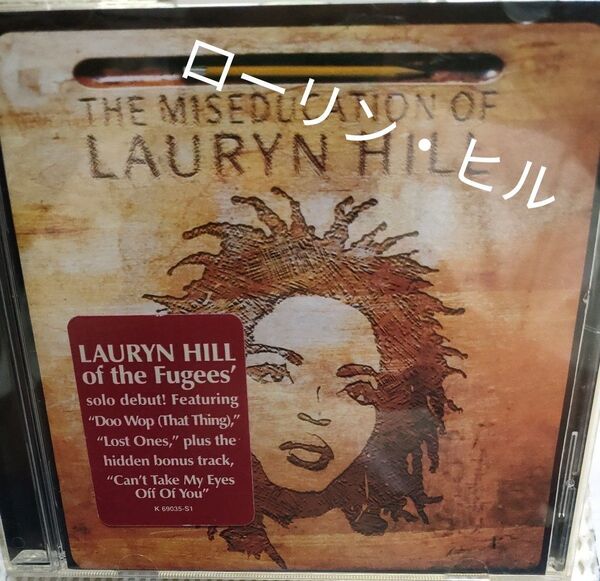 ローリン・ヒル
THE MISEDUCATION OF
LAURYN HILL
LAURYN HILL
of the Fugees'
solo debut! Featuring
"Doo Wop (That Thing),"
"Lost Ones," plus the
hidden bonus track,
"Can't Take My Eyes
Off Of You"
K 69035-S1